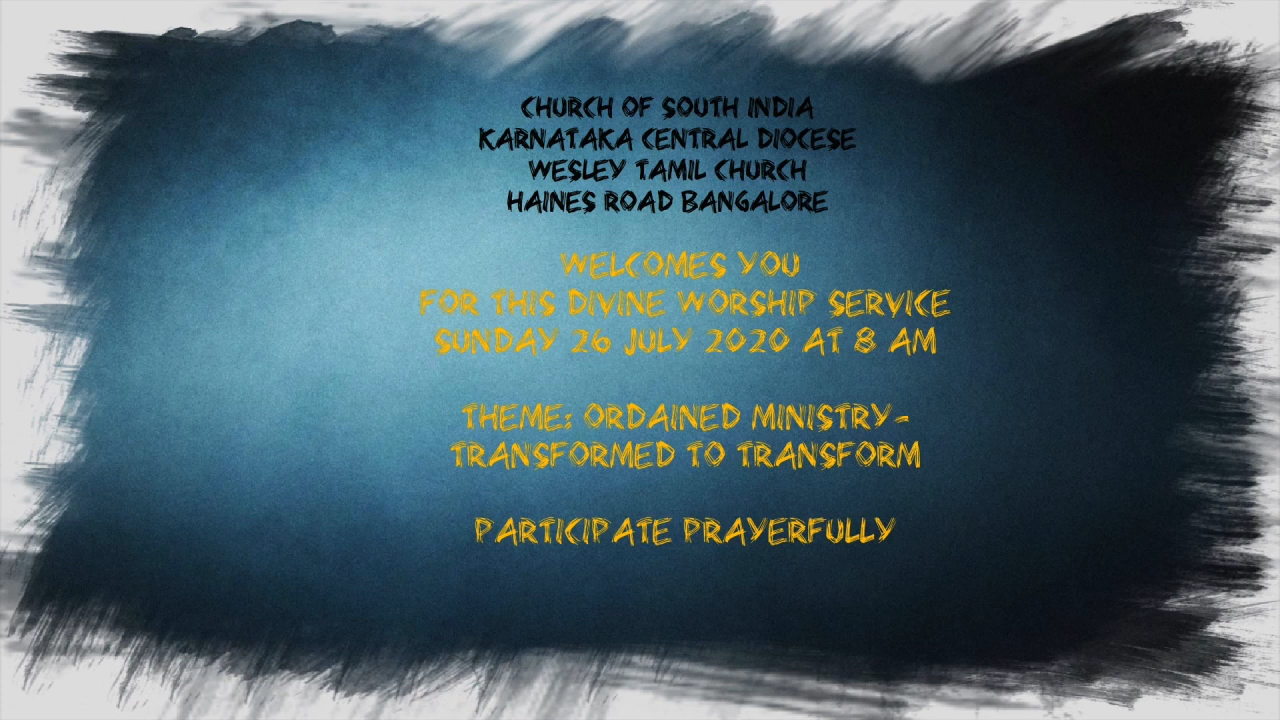 CHURCH OF SOUTH INDIA
KARNATAKA CENTRAL DIOCESE
WESLEY TAMIL CHURCH
HAINES ROAD BANGALORE
WELCOMES YOU
FOR THIS DIVINE WORSHIP SERVICE
SUNDAY 26 JULY 2020 AT 8 AM
THEME: ORDAINED MINISTRY-
TRANSFORMED TO TRANSFORM
PARTICIPATE PRAYERFULLY